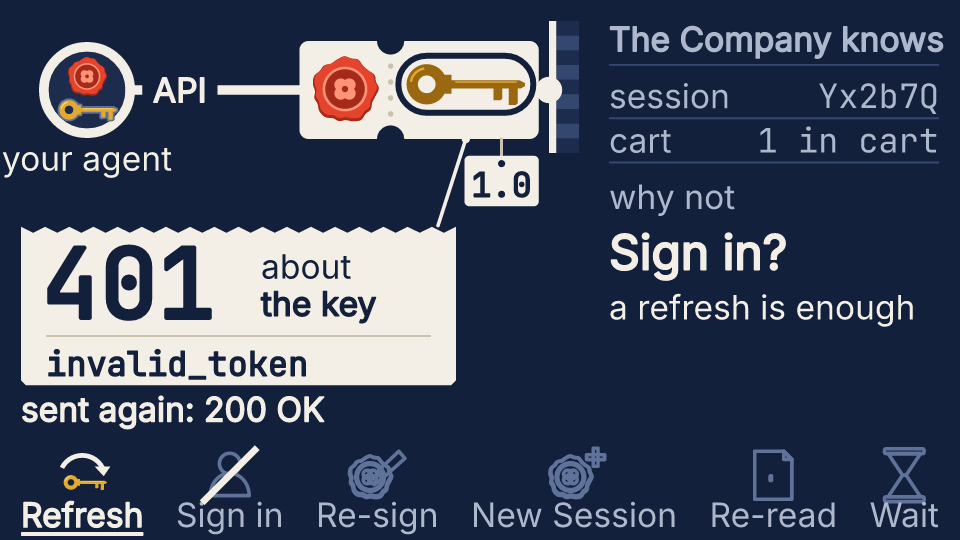 API
your agent
1.0
401
about
the key
invalid_token
sent again: 200 OK
The Company knows
session Yx2b7Q
cart 1 in cart
why not
Sign in?
a refresh is enough
Refresh
Sign in
Re-sign
New Session
Re-read
Wait